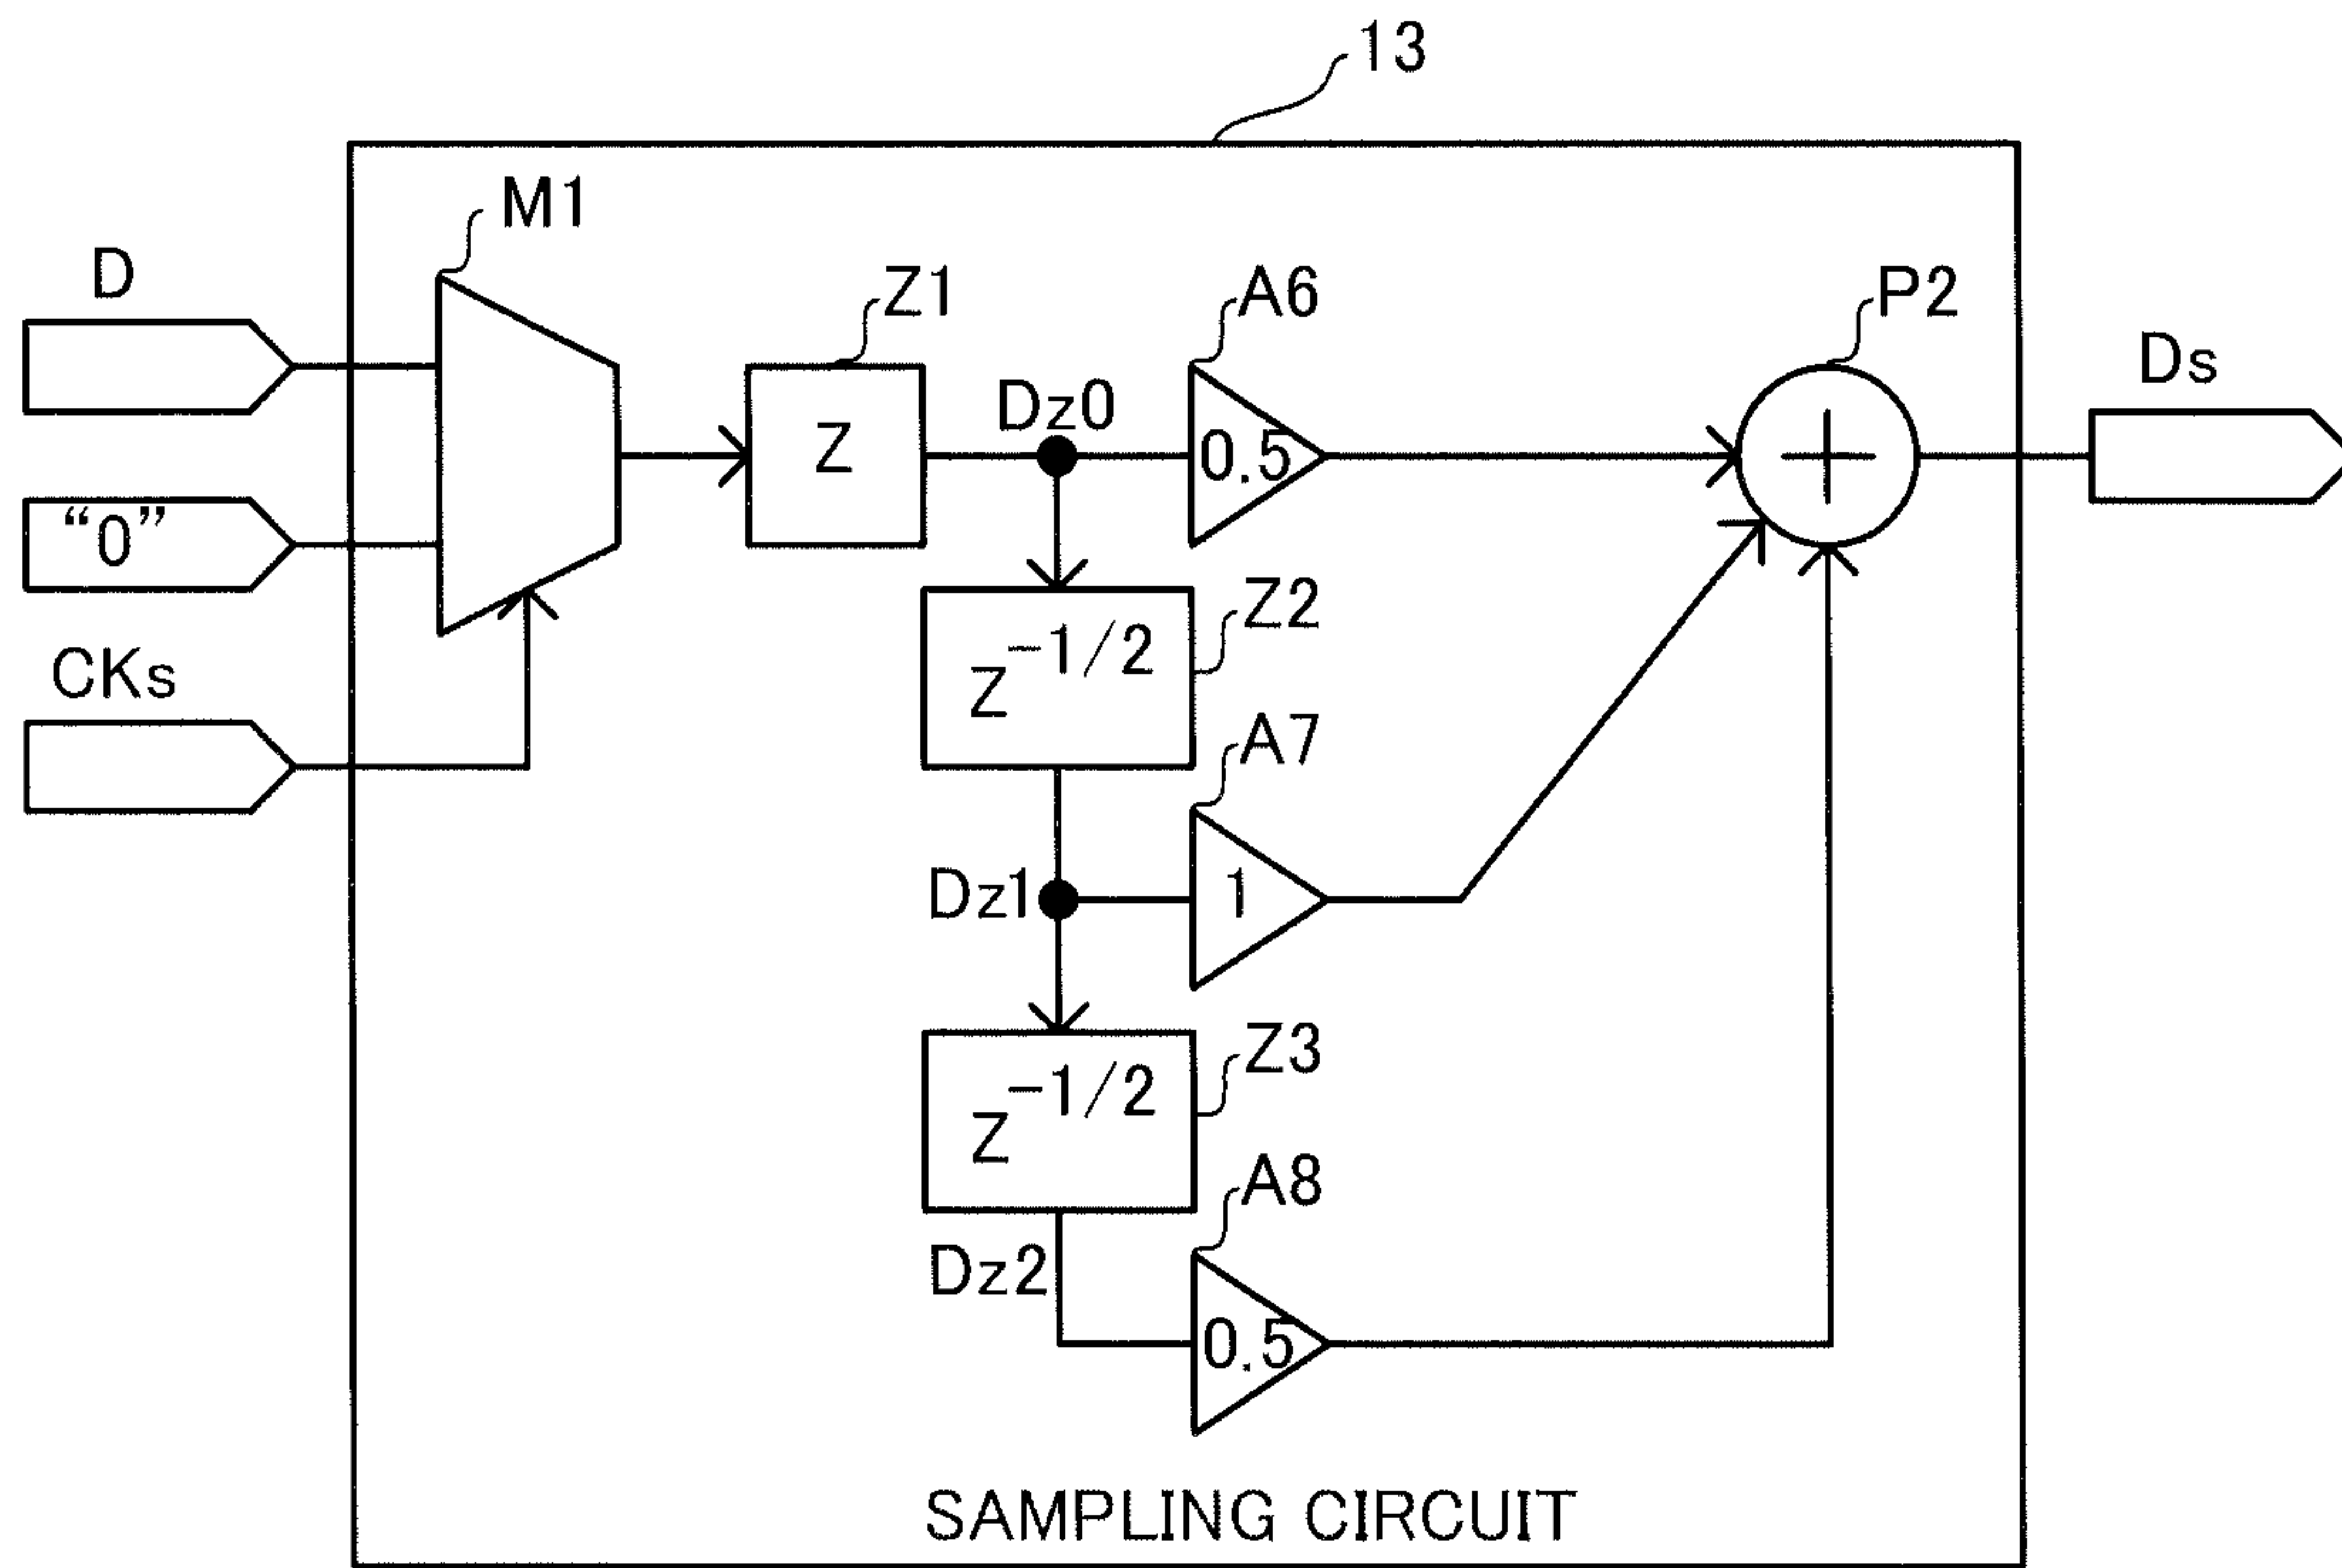 13
M1
D
Z1
A6
P2
Ds
Dz0
Z
0.5
“0”
Z2
Z-1/2
CKs
A7
Dz1
1
Z3
Z-1/2
A8
Dz2
0.5
SAMPLING CIRCUIT